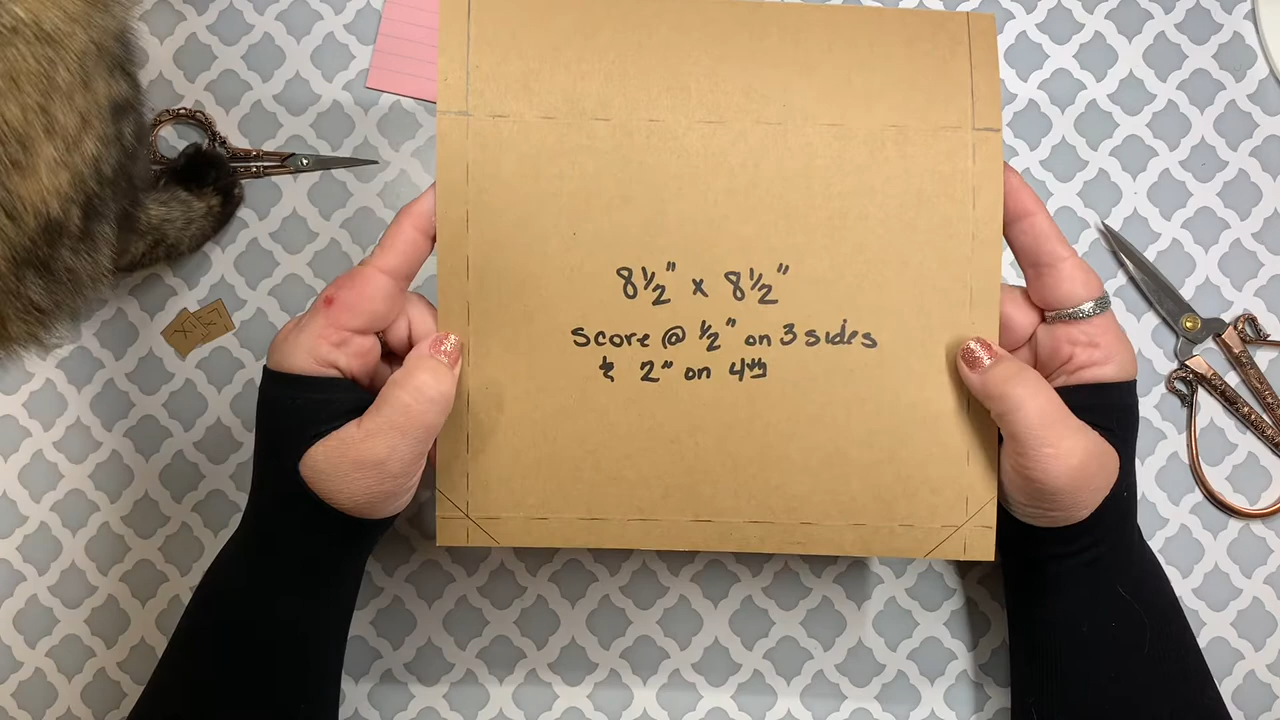 8½" x 8½"
score @ ½" on 3 sides
& 2" on 4th